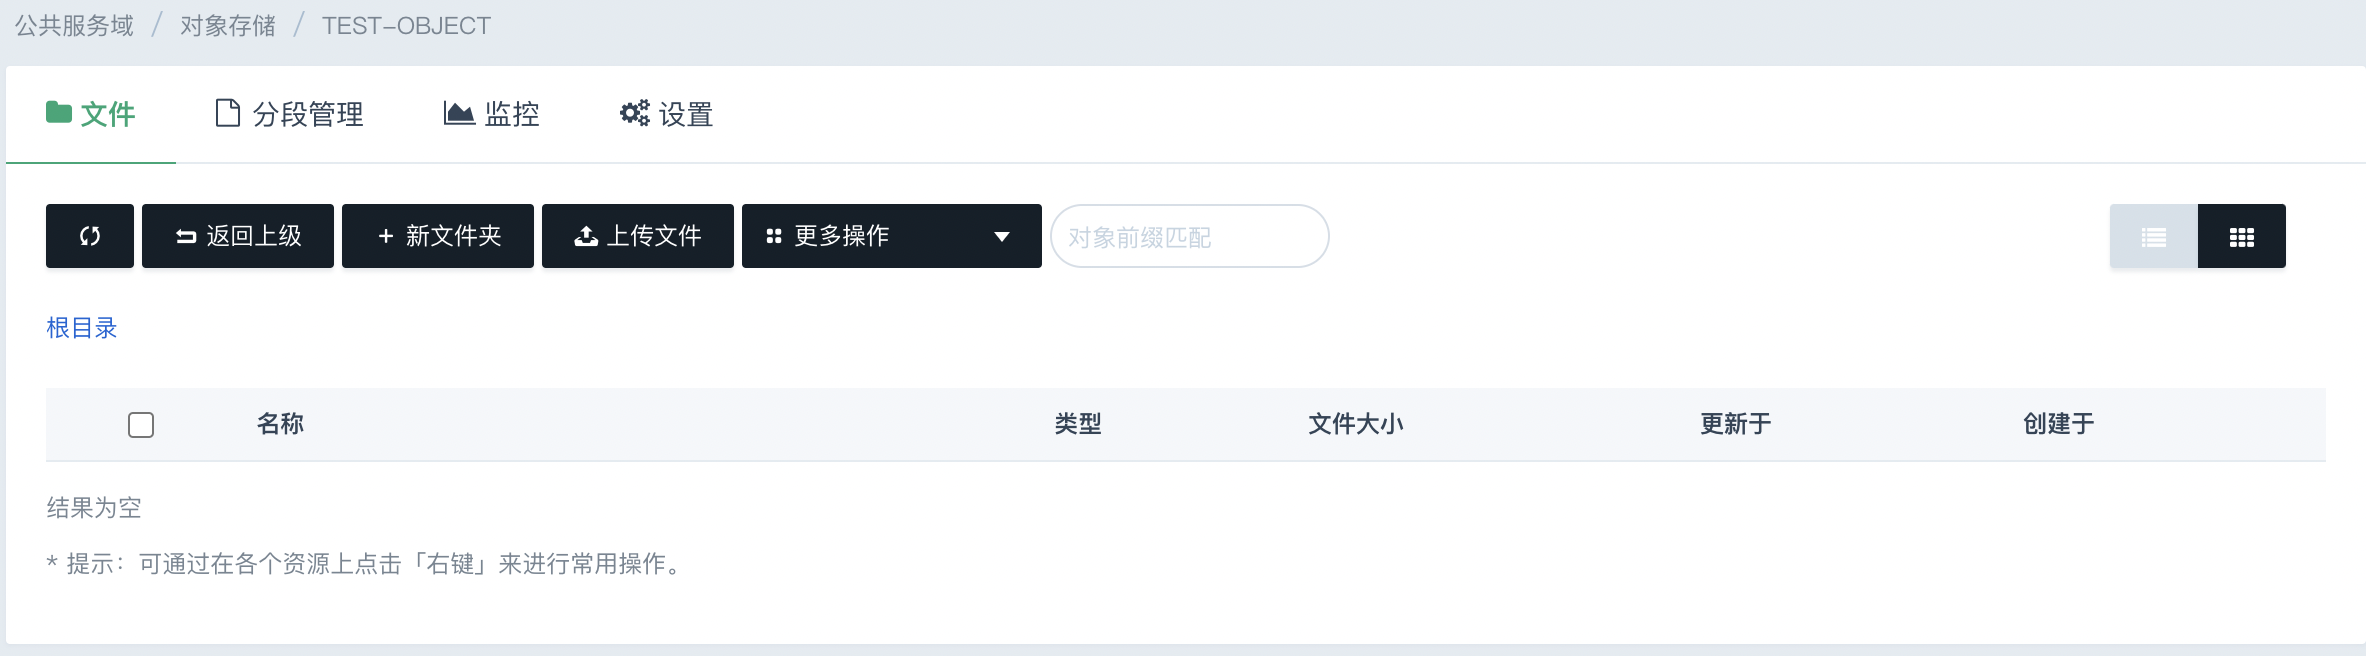 公共服务域 / 对象存储 / TEST-OBJECT
文件 分段管理 监控 设置
返回上级 + 新文件夹 上传文件 更多操作 对象前缀匹配
根目录
名称 类型 文件大小 更新于 创建于
结果为空
* 提示：可通过在各个资源上点击「右键」来进行常用操作。